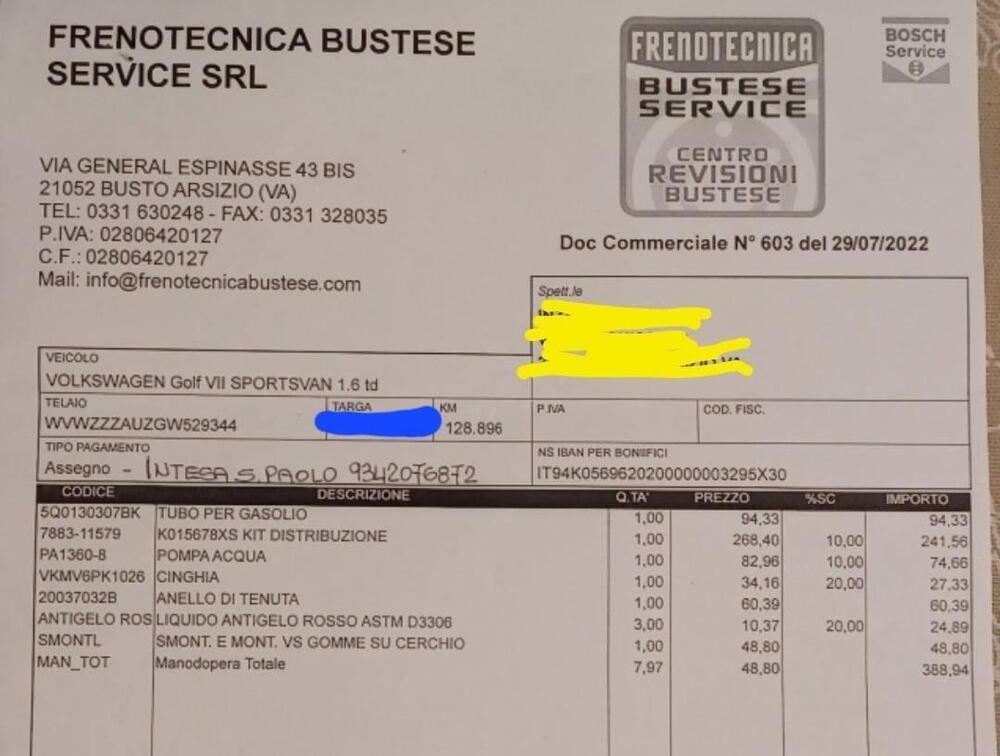 FRENOTECNICA BUSTESE
SERVICE SRL
FRENOTECNICA
BUSTESE
SERVICE
CENTRO
REVISIONI
BUSTESE
BOSCH
Service
VIA GENERAL ESPINASSE 43 BIS
21052 BUSTO ARSIZIO (VA)
TEL: 0331 630248 - FAX: 0331 328035
P.IVA: 02806420127
C.F.: 02806420127
Mail: info@frenotecnicabustese.com
Doc Commerciale N° 603 del 29/07/2022
Spett.le
VEICOLO
VOLKSWAGEN Golf VII SPORTSVAN 1.6 td
TELAIO TARGA KM P.IVA COD. FISC.
WVWZZZAUZGW529344 128.896
TIPO PAGAMENTO NS IBAN PER BONIFICI
Assegno - INTESA S. PAOLO 9342076872 IT94K0569620200000003295X30
CODICE DESCRIZIONE Q.TA' PREZZO %SC IMPORTO
5Q0130307BK TUBO PER GASOLIO 1,00 94,33 94,33
7883-11579 K015678XS KIT DISTRIBUZIONE 1,00 268,40 10,00 241,56
PA1360-8 POMPA ACQUA 1,00 82,96 10,00 74,66
VKMV6PK1026 CINGHIA 1,00 34,16 20,00 27,33
20037032B ANELLO DI TENUTA 1,00 60,39 60,39
ANTIGELO ROS LIQUIDO ANTIGELO ROSSO ASTM D3306 3,00 10,37 20,00 24,89
SMONTL SMONT. E MONT. VS GOMME SU CERCHIO 1,00 48,80 48,80
MAN_TOT Manodopera Totale 7,97 48,80 388,94